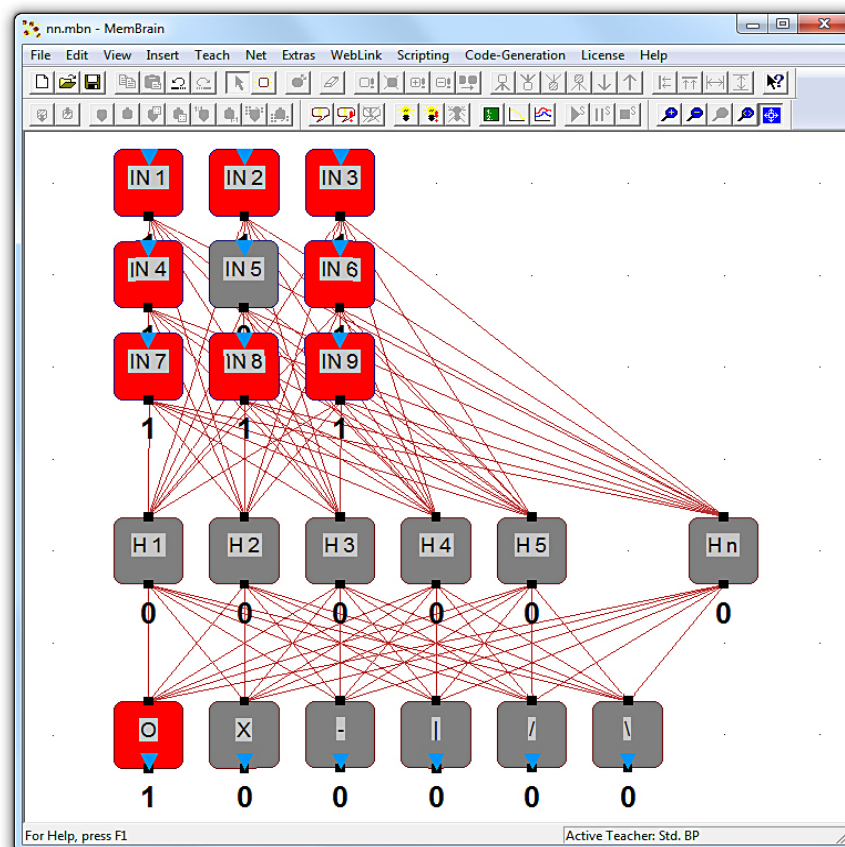 nn.mbn - MemBrain
File Edit View Insert Teach Net Extras WebLink Scripting Code-Generation License Help
IN 1 IN 2 IN 3
IN 4 IN 5 IN 6
IN 7 IN 8 IN 9
1 1 1
H 1 H 2 H 3 H 4 H 5 H n
0 0 0 0 0 0
O X - | / \
1 0 0 0 0 0
For Help, press F1 Active Teacher: Std. BP